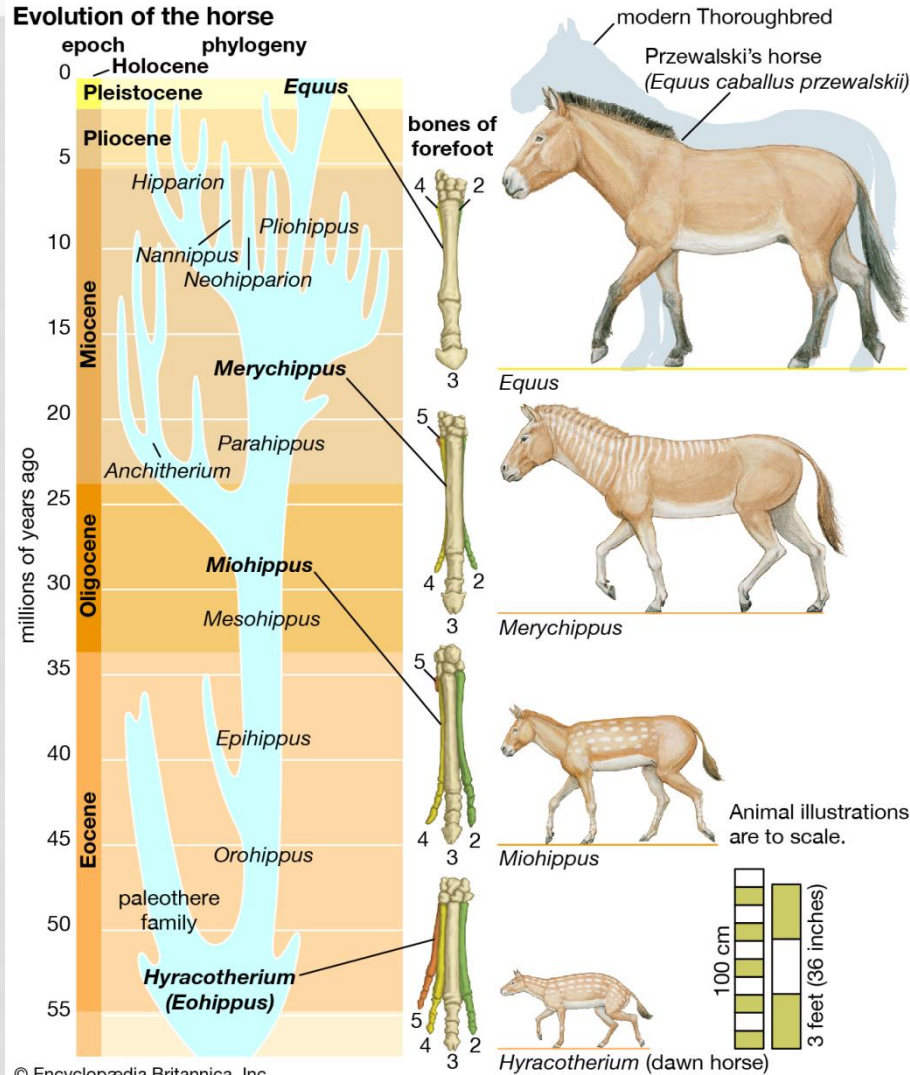 Evolution of the horse
epoch phylogeny
0
Holocene
Pleistocene
Equus
Pliocene
5
Hipparion
Pliohippus
Nannippus
10
Neohipparion
Miocene
15
Merychippus
20
Parahippus
Anchitherium
25
Miohippus
Oligocene
30
Mesohippus
35
Epihippus
40
Eocene
45
Orohippus
paleothere
family
50
Hyracotherium
(Eohippus)
55
millions of years ago
bones of
forefoot
4 2
3
5
4 2
3
5
4 2
3
5
4 2
3
modern Thoroughbred
Przewalski's horse
(Equus caballus przewalskii)
Equus
Merychippus
Miohippus
Animal illustrations
are to scale.
100 cm
3 feet (36 inches)
Hyracotherium (dawn horse)
© Encyclopædia Britannica, Inc.